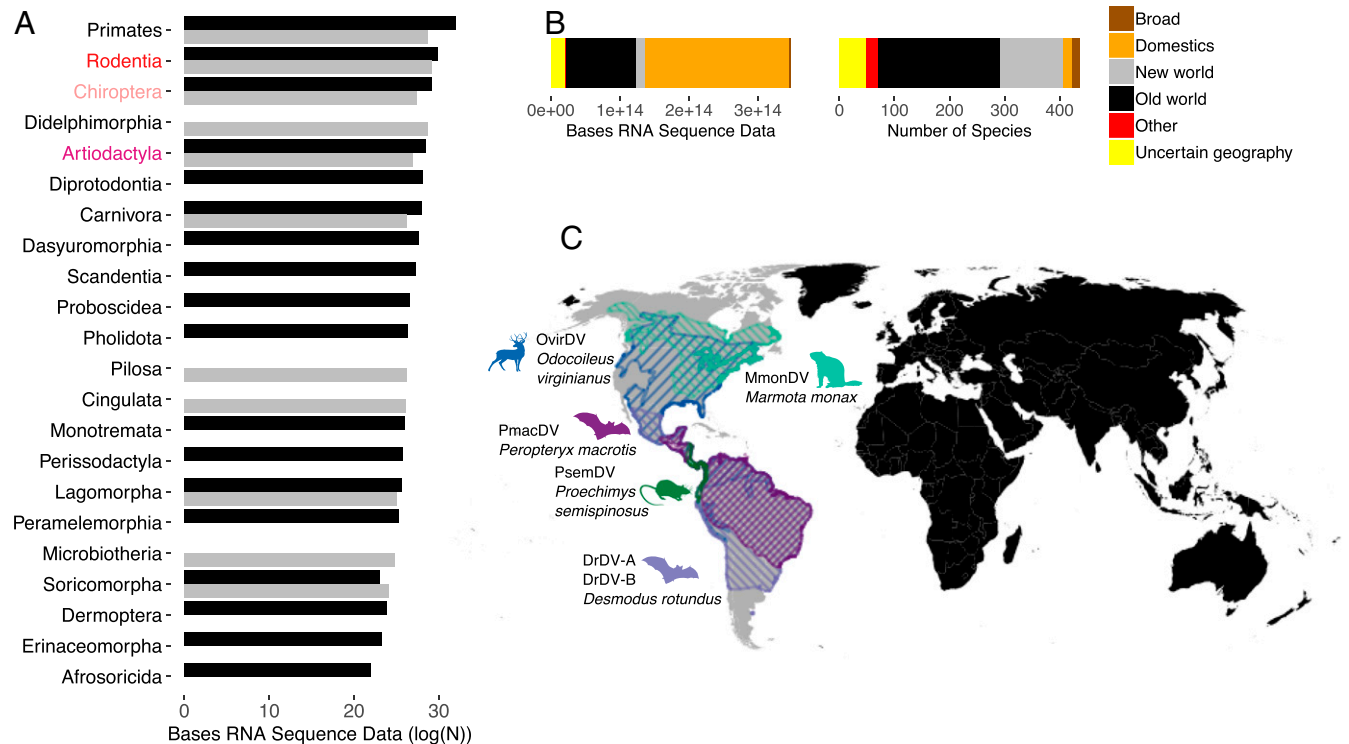 A
Primates
Rodentia
Chiroptera
Didelphimorphia
Artiodactyla
Diprotodontia
Carnivora
Dasyuromorphia
Scandentia
Proboscidea
Pholidota
Pilosa
Cingulata
Monotremata
Perissodactyla
Lagomorpha
Peramelemorphia
Microbiotheria
Soricomorpha
Dermoptera
Erinaceomorpha
Afrosoricida
0 10 20 30
Bases RNA Sequence Data (log(N))
B
0e+00 1e+14 2e+14 3e+14
Bases RNA Sequence Data
0 100 200 300 400
Number of Species
Broad
Domestics
New world
Old world
Other
Uncertain geography
C
OvirDV
Odocoileus
virginianus
MmonDV
Marmota monax
PmacDV
Peropteryx macrotis
PsemDV
Proechimys
semispinosus
DrDV-A
DrDV-B
Desmodus rotundus